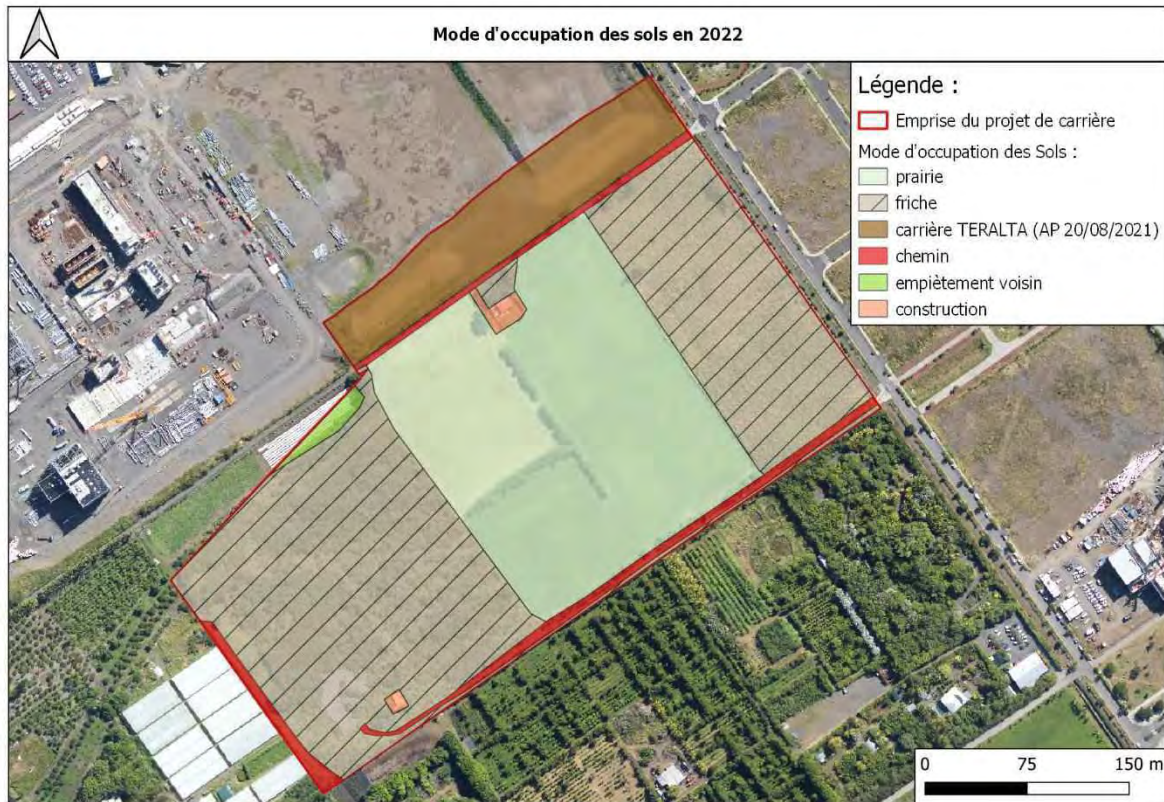 Mode d'occupation des sols en 2022
Légende :
Emprise du projet de carrière
Mode d'occupation des Sols :
prairie
friche
carrière TERALTA (AP 20/08/2021)
chemin
empiètement voisin
construction
0 75 150 m